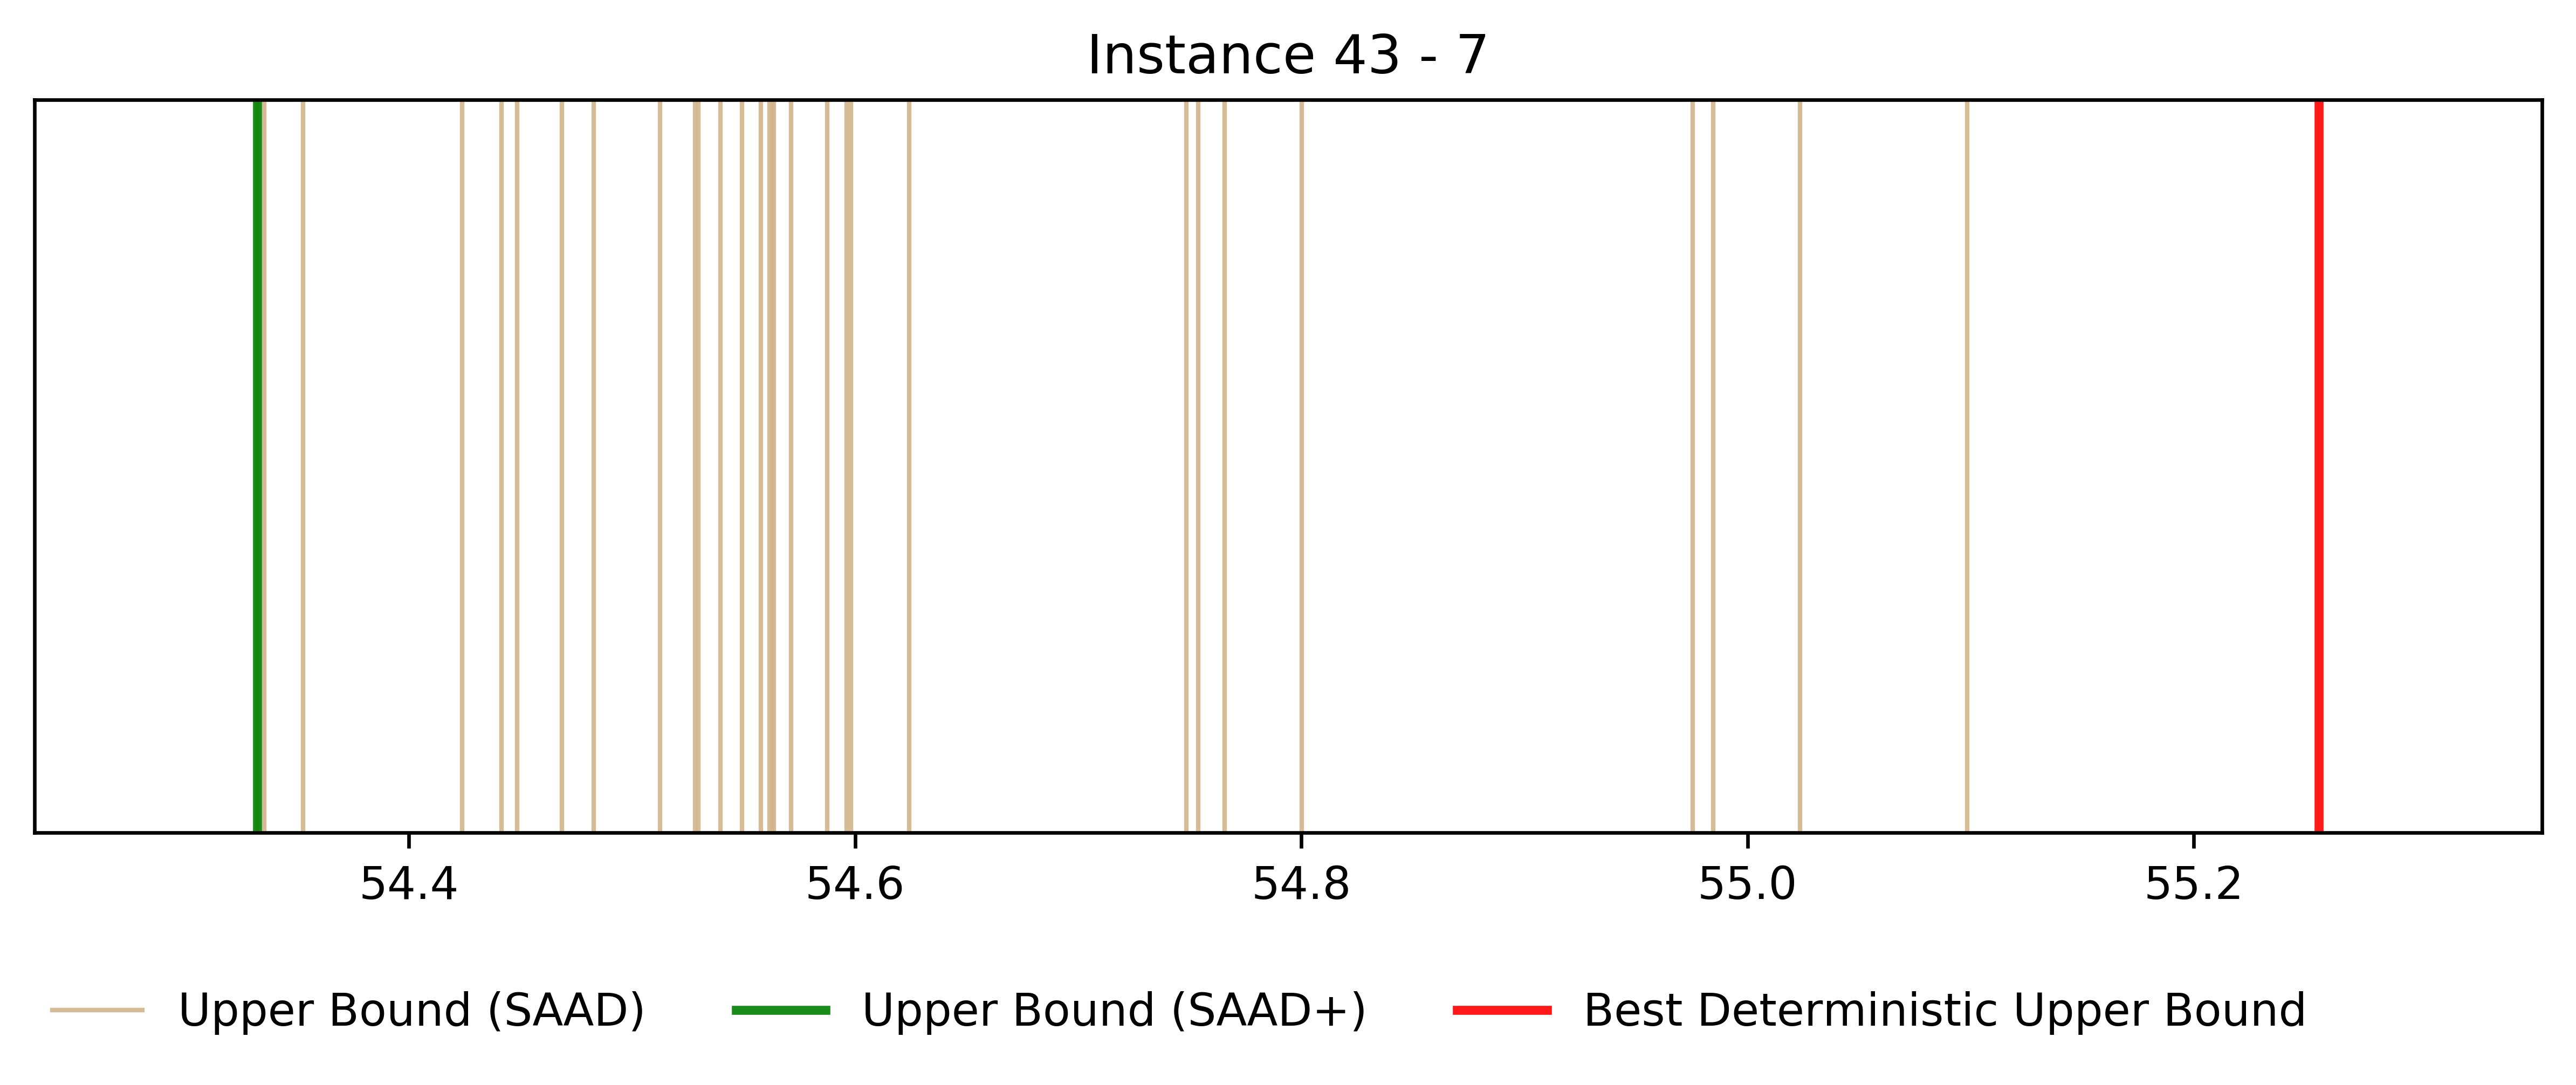 Instance 43 - 7
54.4 54.6 54.8 55.0 55.2
Upper Bound (SAAD) Upper Bound (SAAD+) Best Deterministic Upper Bound